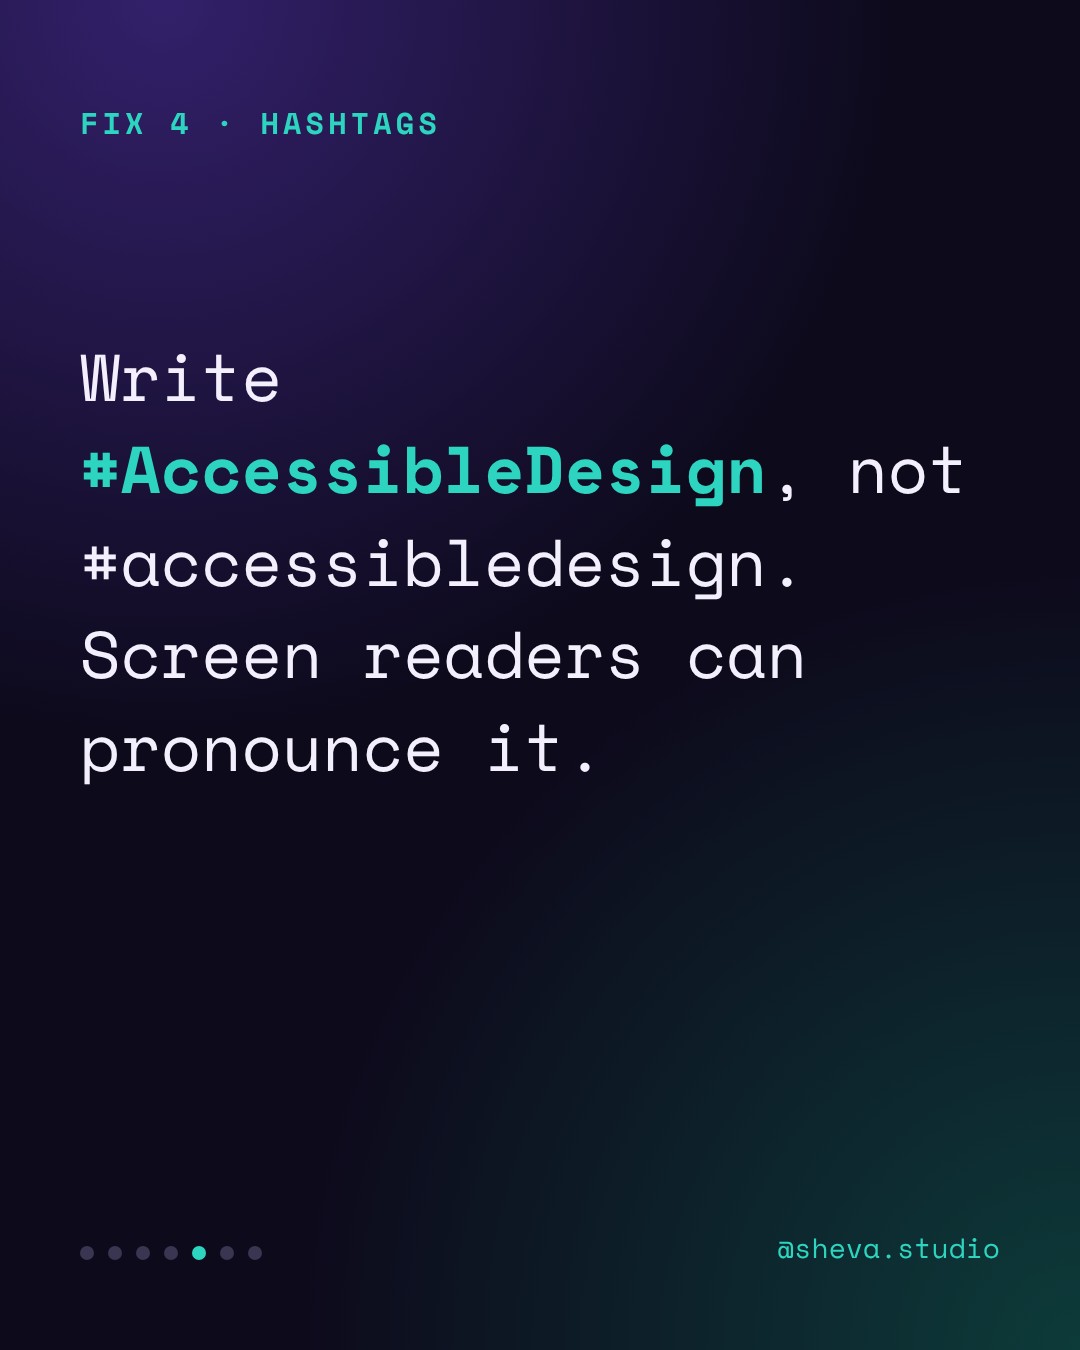 FIX 4 · HASHTAGS
Write
#AccessibleDesign, not
#accessibledesign.
Screen readers can
pronounce it.
@sheva.studio